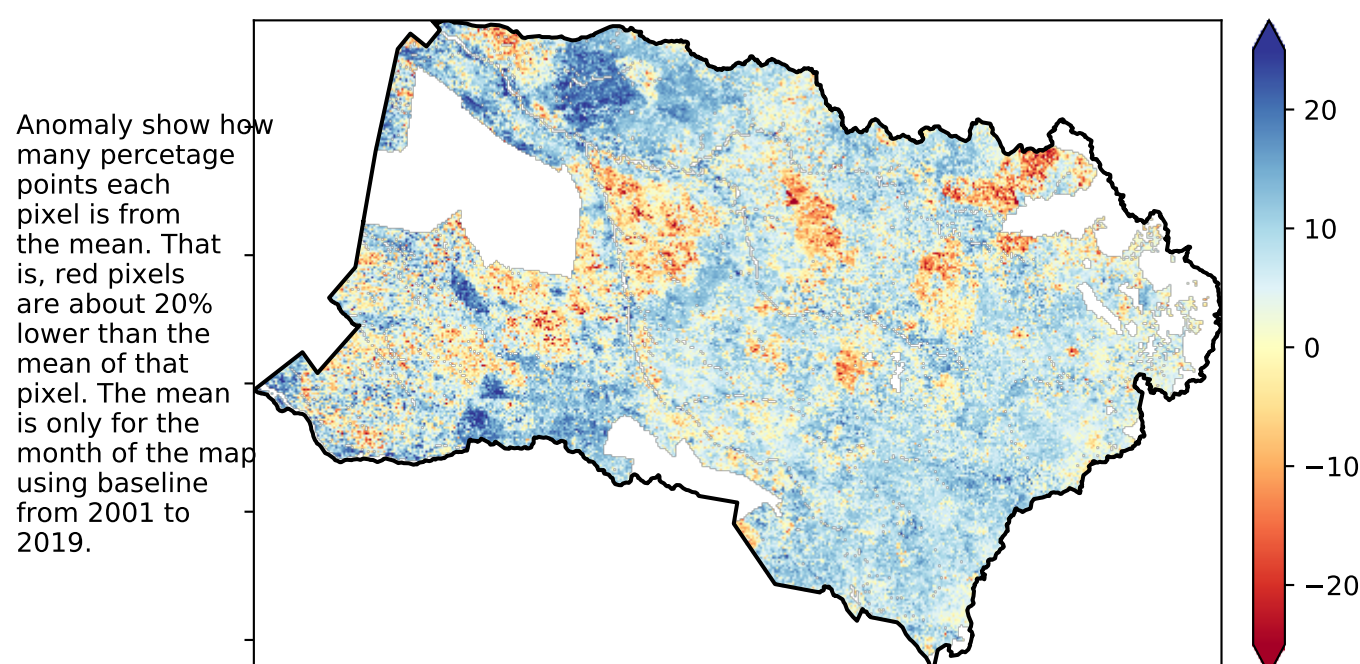 Anomaly show how
many percetage
points each
pixel is from
the mean. That
is, red pixels
are about 20%
lower than the
mean of that
pixel. The mean
is only for the
month of the map
using baseline
from 2001 to
2019.
20
10
0
−10
−20